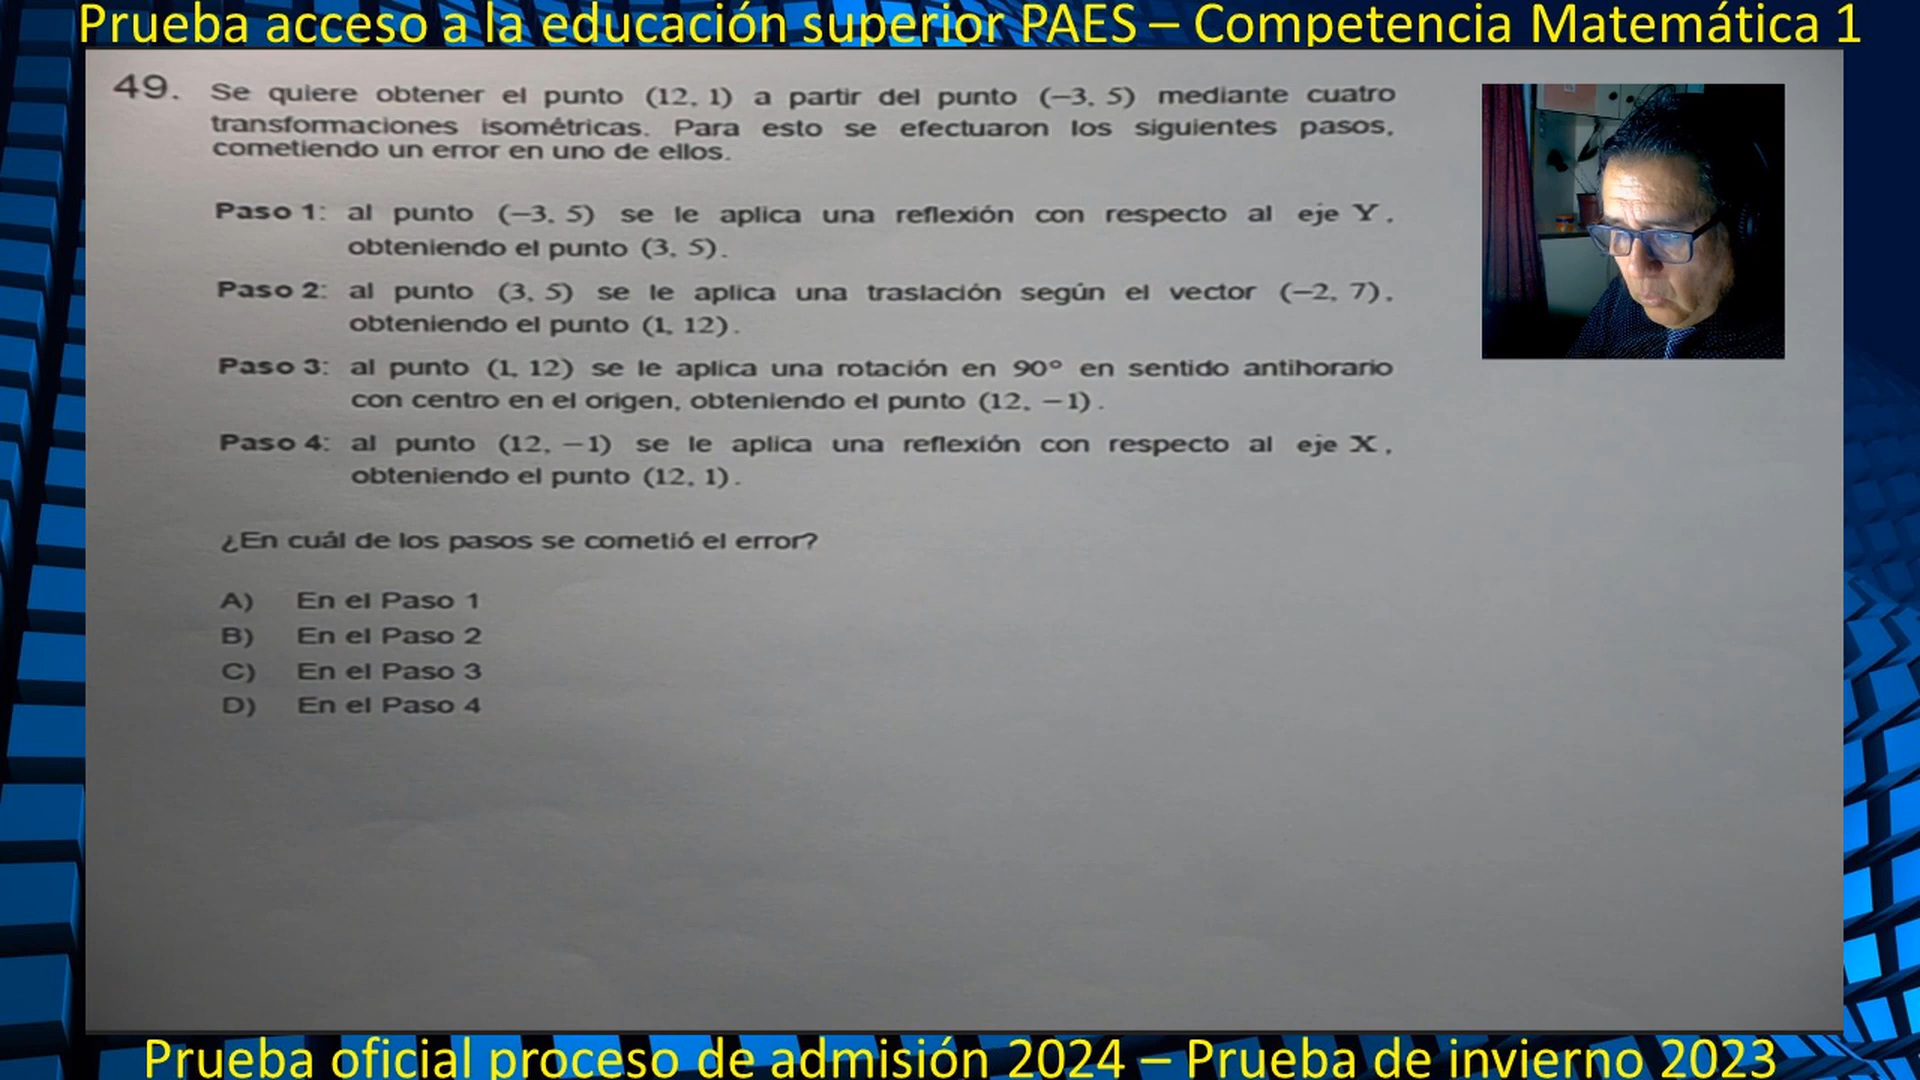 Prueba acceso a la educación superior PAES – Competencia Matemática 1
49. Se quiere obtener el punto (12, 1) a partir del punto (−3, 5) mediante cuatro
transformaciones isométricas. Para esto se efectuaron los siguientes pasos,
cometiendo un error en uno de ellos.
Paso 1: al punto (−3, 5) se le aplica una reflexión con respecto al eje Y,
obteniendo el punto (3, 5).
Paso 2: al punto (3, 5) se le aplica una traslación según el vector (−2, 7),
obteniendo el punto (1, 12).
Paso 3: al punto (1, 12) se le aplica una rotación en 90° en sentido antihorario
con centro en el origen, obteniendo el punto (12, −1).
Paso 4: al punto (12, −1) se le aplica una reflexión con respecto al eje X,
obteniendo el punto (12, 1).
¿En cuál de los pasos se cometió el error?
A) En el Paso 1
B) En el Paso 2
C) En el Paso 3
D) En el Paso 4
Prueba oficial proceso de admisión 2024 – Prueba de invierno 2023